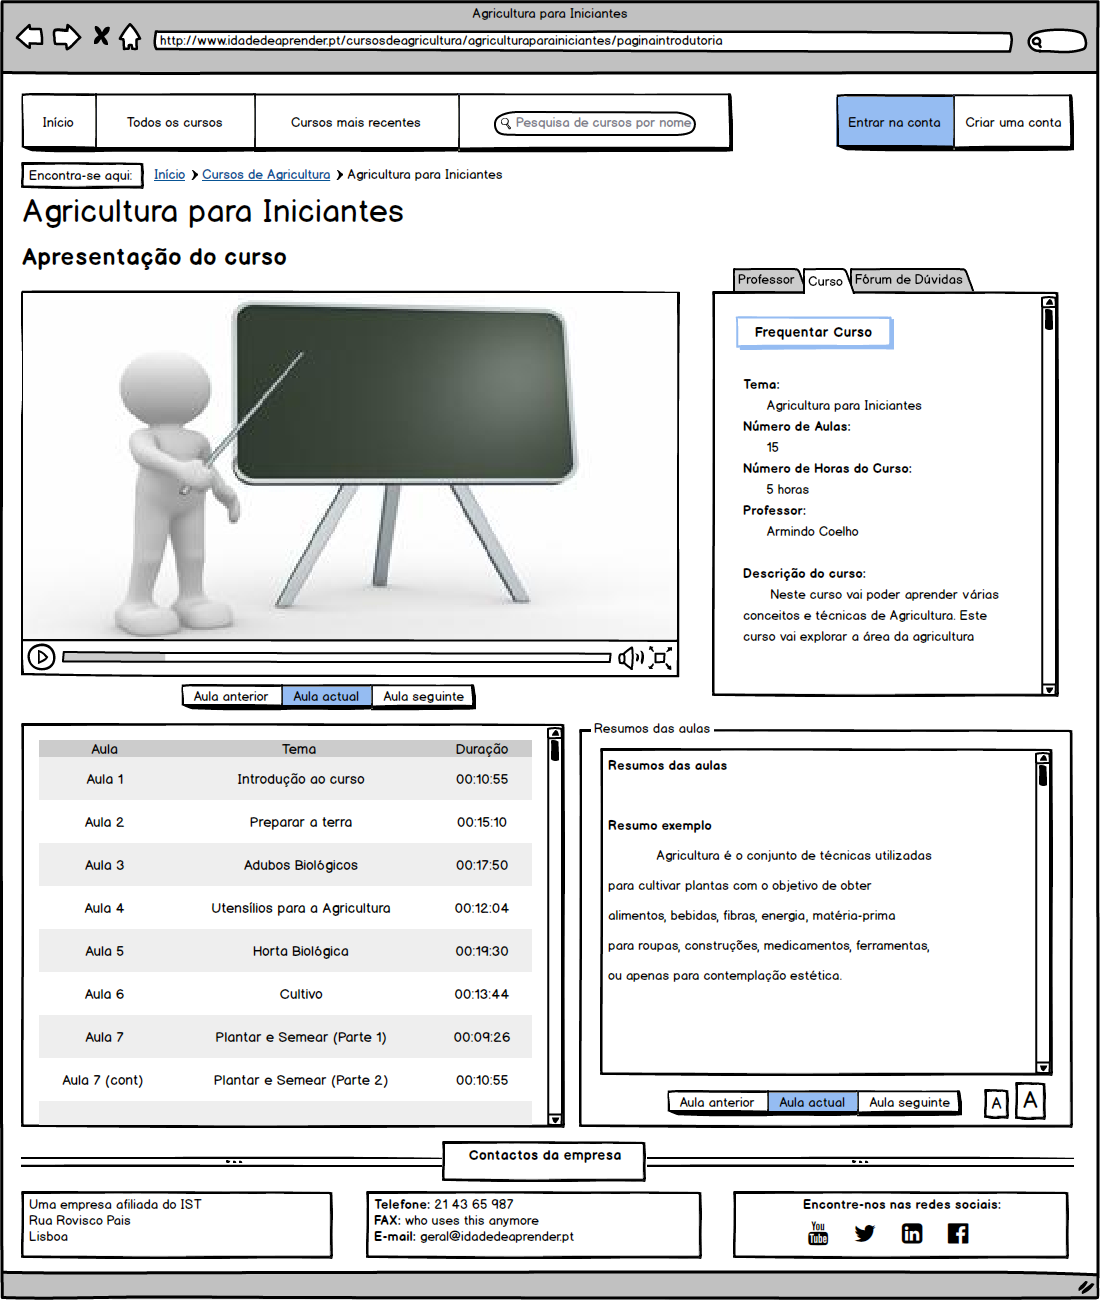 Agricultura para Iniciantes
http://www.idadedeaprender.pt/cursosdeagricultura/agriculturaparainiciantes/paginaintrodutoria
Início
Todos os cursos
Cursos mais recentes
Pesquisa de cursos por nome
Entrar na conta
Criar uma conta
Encontra-se aqui:
Início > Cursos de Agricultura > Agricultura para Iniciantes
Agricultura para Iniciantes
Apresentação do curso
Professor
Curso
Fórum de Dúvidas
Frequentar Curso
Tema:
Agricultura para Iniciantes
Número de Aulas:
15
Número de Horas do Curso:
5 horas
Professor:
Armindo Coelho
Descrição do curso:
Neste curso vai poder aprender várias
conceitos e técnicas de Agricultura. Este
curso vai explorar a área da agricultura
Aula anterior
Aula actual
Aula seguinte
Aula Tema Duração
Aula 1 Introdução ao curso 00:10:55
Aula 2 Preparar a terra 00:15:10
Aula 3 Adubos Biológicos 00:17:50
Aula 4 Utensílios para a Agricultura 00:12:04
Aula 5 Horta Biológica 00:19:30
Aula 6 Cultivo 00:13:44
Aula 7 Plantar e Semear (Parte 1) 00:09:26
Aula 7 (cont) Plantar e Semear (Parte 2) 00:10:55
Resumos das aulas
Resumos das aulas
Resumo exemplo
Agricultura é o conjunto de técnicas utilizadas
para cultivar plantas com o objetivo de obter
alimentos, bebidas, fibras, energia, matéria-prima
para roupas, construções, medicamentos, ferramentas,
ou apenas para contemplação estética.
Aula anterior
Aula actual
Aula seguinte
A
A
Contactos da empresa
Uma empresa afiliada do IST
Rua Rovisco Pais
Lisboa
Telefone: 21 43 65 987
FAX: who uses this anymore
E-mail: geral@idadedeaprender.pt
Encontre-nos nas redes sociais:
You
Tube
in
f